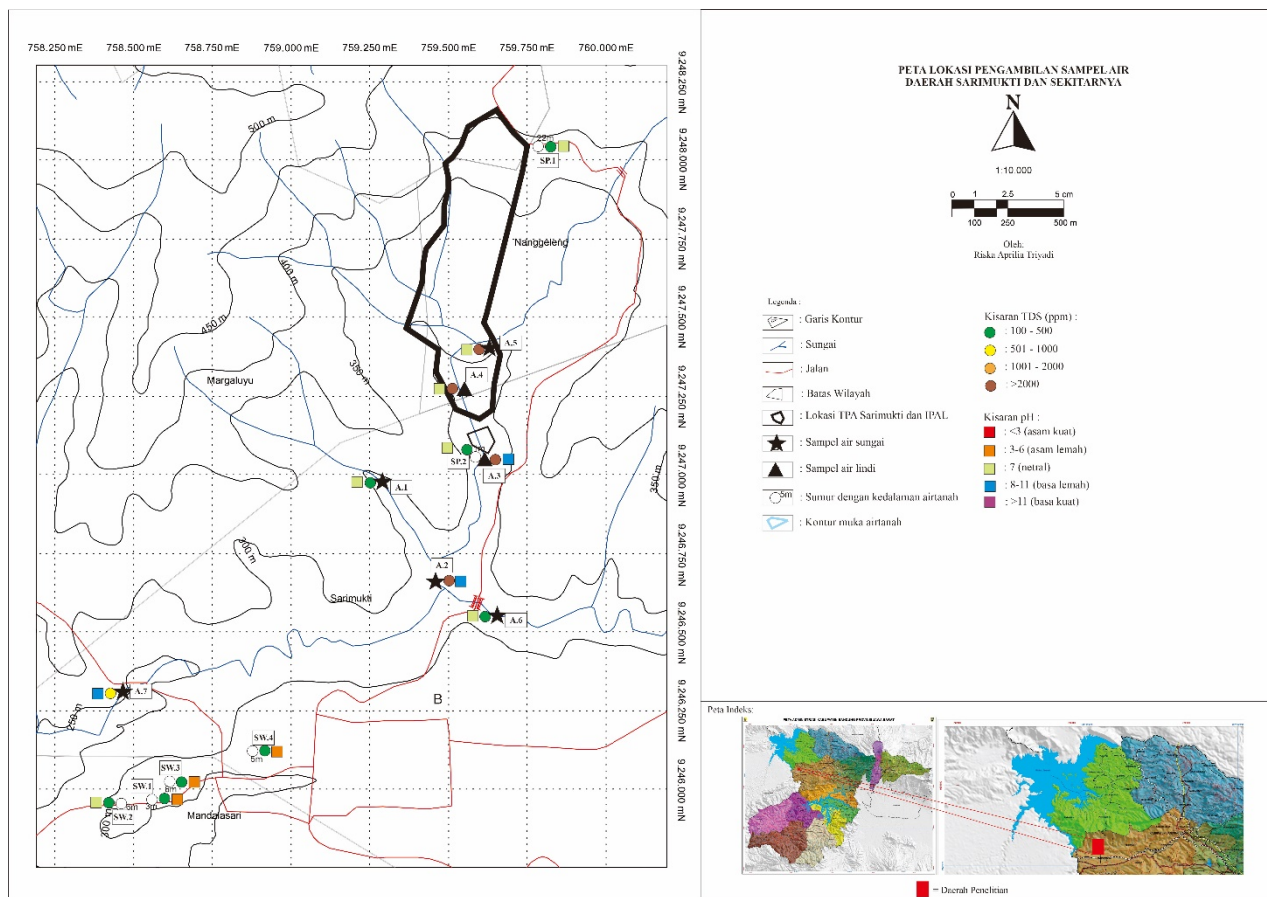 758.250 mE 758.500 mE 758.750 mE 759.000 mE 759.250 mE 759.500 mE 759.750 mE 760.000 mE
9.248.250 mN
9.248.000 mN
9.247.750 mN
9.247.500 mN
9.247.250 mN
9.247.000 mN
9.246.750 mN
9.246.500 mN
9.246.250 mN
9.246.000 mN
500 m
22m
SP.1
Nanggeleng
400 m
450 m
A.5
350 m
A.4
Margaluyu
SP.2
A.3
350 m
A.1
300 m
A.2
Sarimukti
A.6
A.7
250 m
B
SW.4
5m
SW.3
SW.1
8m
5m
SW.2
300 m
Mandalasari
PETA LOKASI PENGAMBILAN SAMPEL AIR
DAERAH SARIMUKTI DAN SEKITARNYA
N
1:10.000
0 1 2.5 5 cm
100 250 500 m
Oleh:
Riska Aprilia Triyadi
Legenda :
: Garis Kontur
: Sungai
: Jalan
: Batas Wilayah
: Lokasi TPA Sarimukti dan IPAL
: Sampel air sungai
: Sampel air lindi
5m : Sumur dengan kedalaman airtanah
: Kontur muka airtanah
Kisaran TDS (ppm) :
: 100 - 500
: 501 - 1000
: 1001 - 2000
: >2000
Kisaran pH :
: <3 (asam kuat)
: 3-6 (asam lemah)
: 7 (netral)
: 8-11 (basa lemah)
: >11 (basa kuat)
Peta Indeks:
= Daerah Penelitian